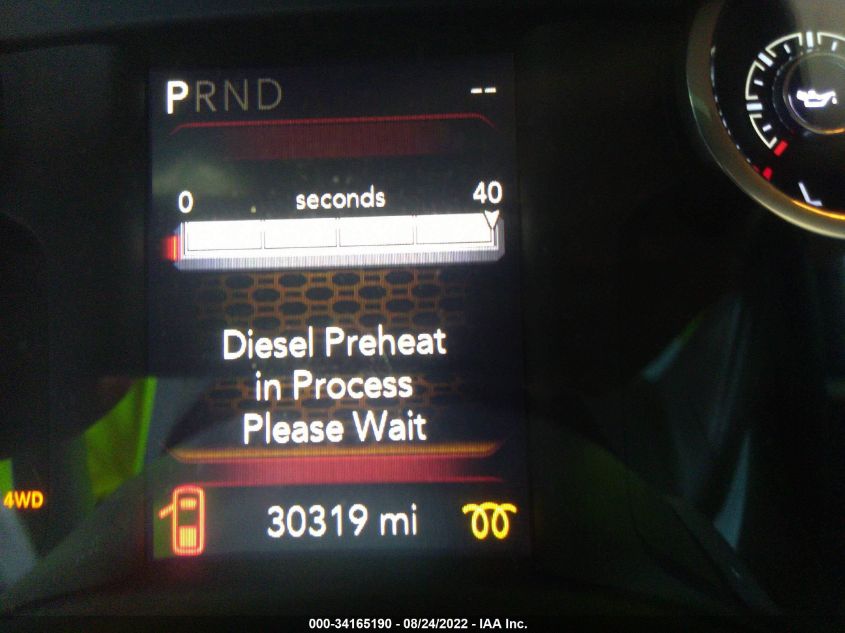 PRND --
0 seconds 40
Diesel Preheat
in Process
Please Wait
4WD
30319 mi
L
000-34165190 - 08/24/2022 - IAA Inc.